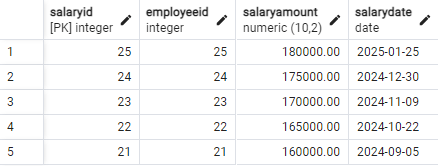 salaryid employeeid salaryamount salarydate
[PK] integer integer numeric (10,2) date
1 25 25 180000.00 2025-01-25
2 24 24 175000.00 2024-12-30
3 23 23 170000.00 2024-11-09
4 22 22 165000.00 2024-10-22
5 21 21 160000.00 2024-09-05